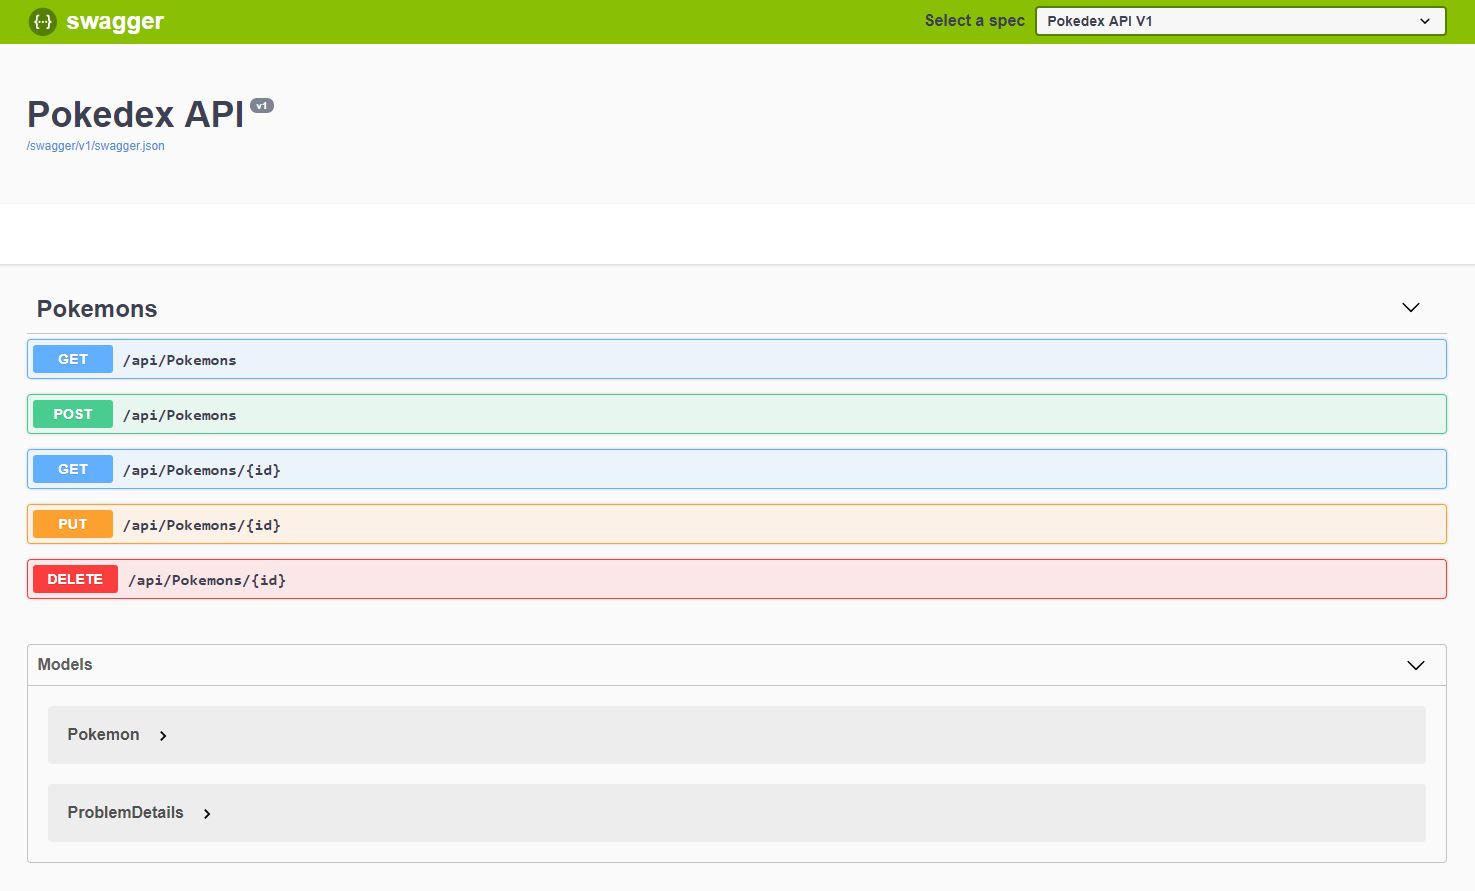 {···} swagger
Select a spec
Pokedex API V1
Pokedex API v1
/swagger/v1/swagger.json
Pokemons
GET /api/Pokemons
POST /api/Pokemons
GET /api/Pokemons/{id}
PUT /api/Pokemons/{id}
DELETE /api/Pokemons/{id}
Models
Pokemon
ProblemDetails